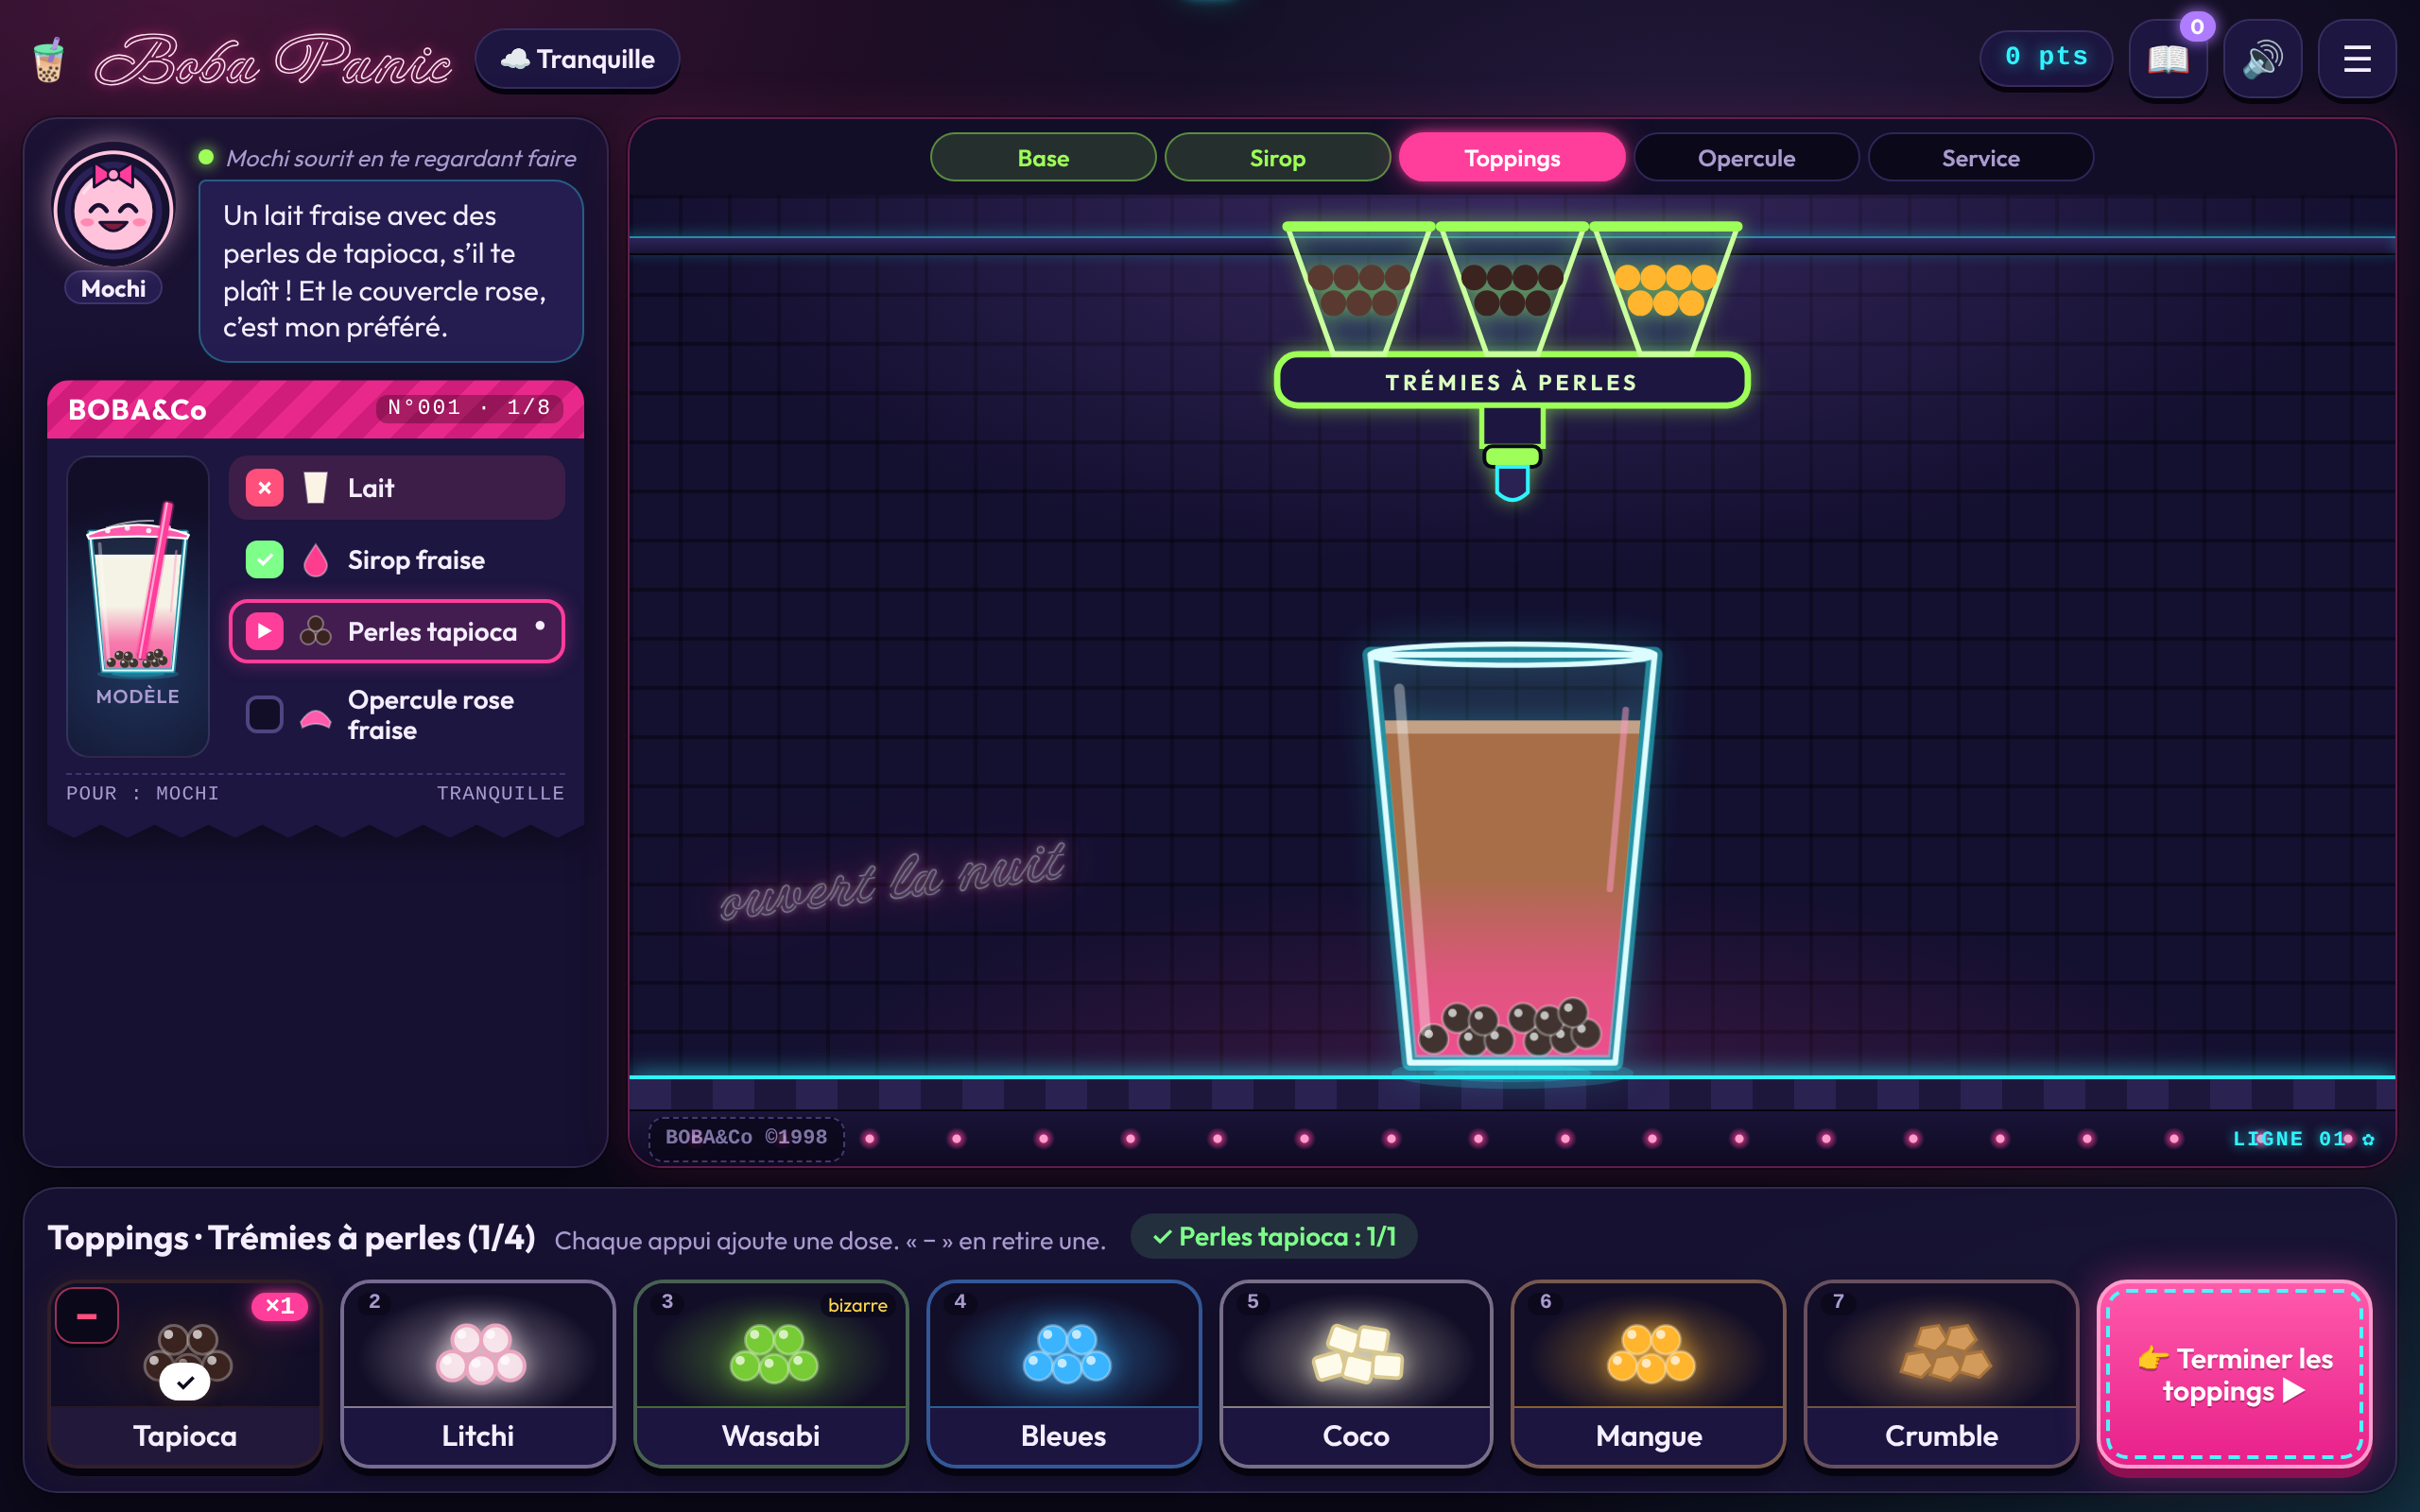 Boba Panic
☁️ Tranquille
0 pts
0
Mochi sourit en te regardant faire
Un lait fraise avec des
perles de tapioca, s’il te
plaît ! Et le couvercle rose,
c’est mon préféré.
Mochi
BOBA&Co
N°001 · 1/8
Lait
Sirop fraise
Perles tapioca
Opercule rose
fraise
MODÈLE
POUR : MOCHI
TRANQUILLE
Base
Sirop
Toppings
Opercule
Service
TRÉMIES À PERLES
ouvert la nuit
BOBA&Co ©1998
LIGNE 01 ✿
Toppings · Trémies à perles (1/4)
Chaque appui ajoute une dose. « − » en retire une.
✓ Perles tapioca : 1/1
−
×1
Tapioca
2
Litchi
3
bizarre
Wasabi
4
Bleues
5
Coco
6
Mangue
7
Crumble
👉 Terminer les
toppings ▶